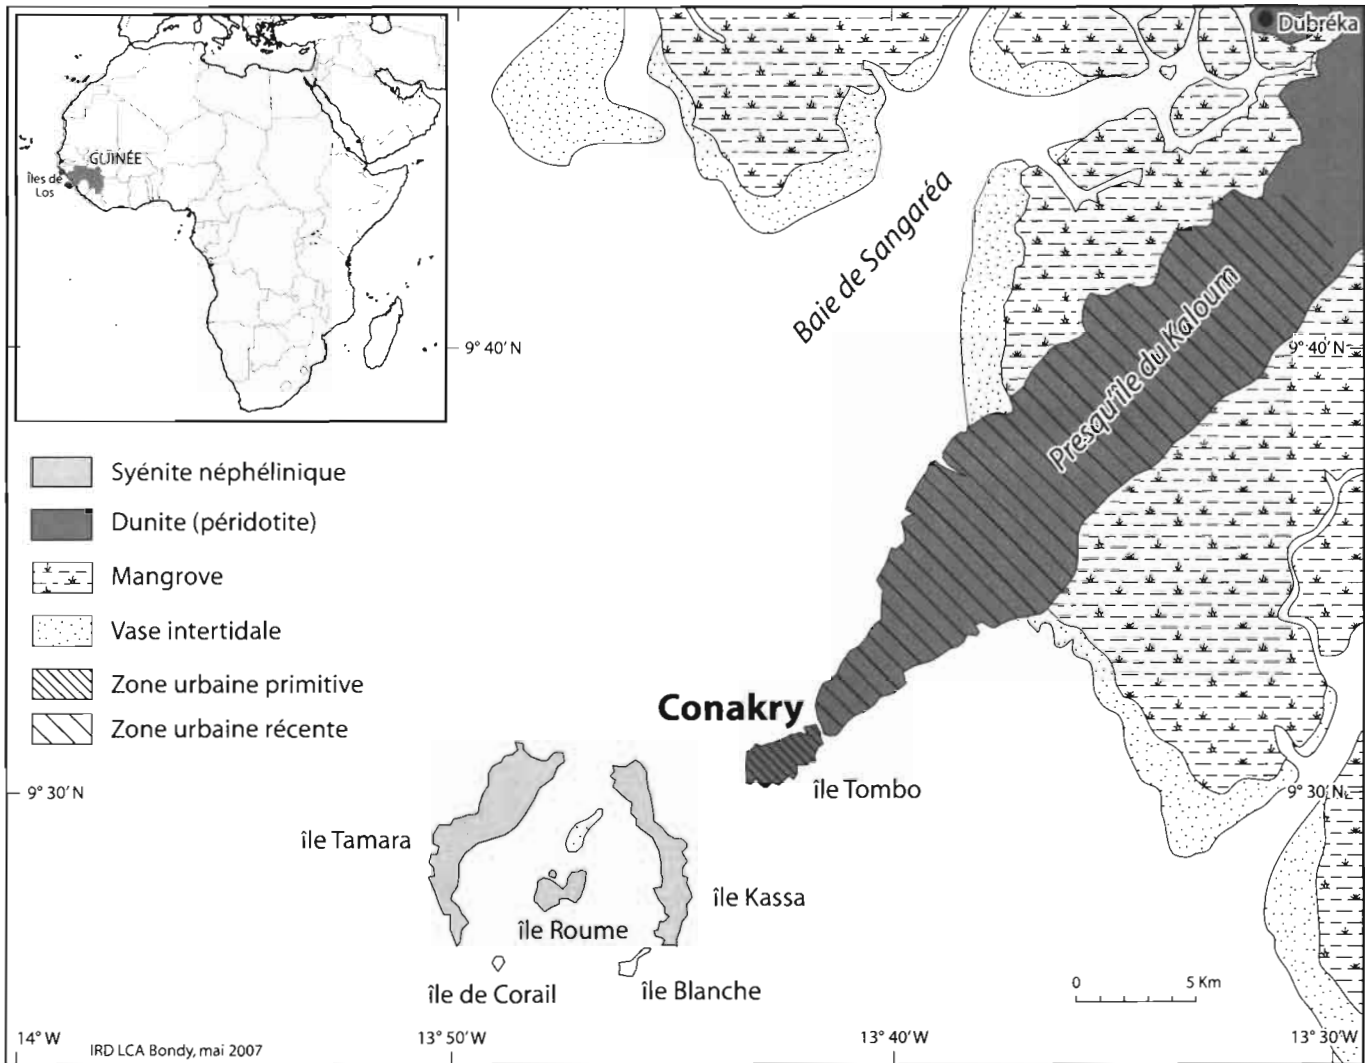 Dubréka
GUINÉE
Îles de
Los
Baie de Sangaréa
Presqu'île du Kaloum
9° 40' N
9° 40' N
Syénite néphélinique
Dunite (péridotite)
Mangrove
Vase intertidale
Zone urbaine primitive
Zone urbaine récente
Conakry
île Tombo
9° 30' N
9° 30' N
île Tamara
île Kassa
île Roume
île de Corail
île Blanche
0 5 Km
14° W
13° 50' W
13° 40' W
13° 30' W
IRD LCA Bondy, mai 2007